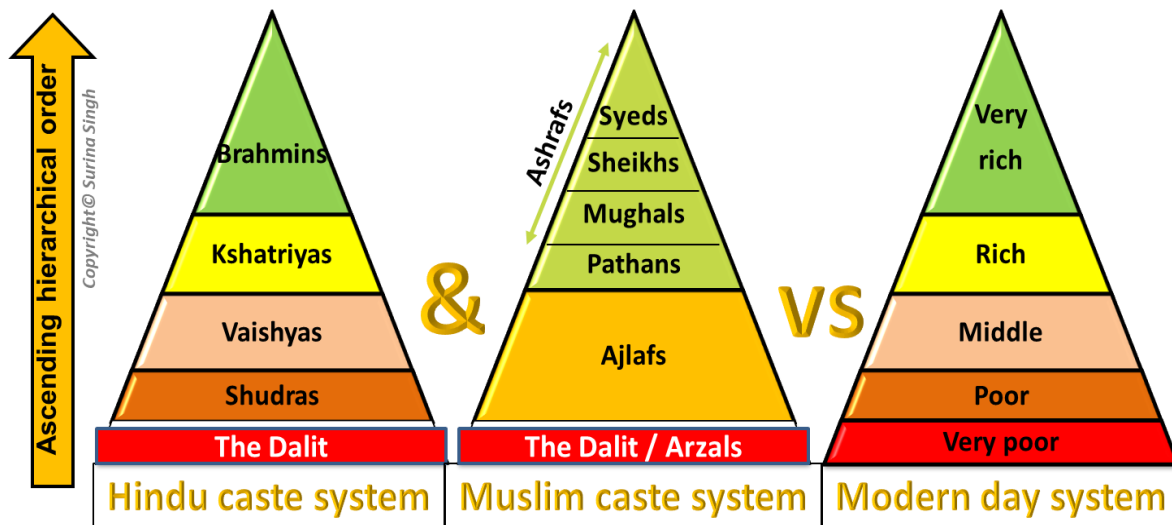 Ascending hierarchical order
Copyright© Surina Singh
Brahmins
Kshatriyas
Vaishyas
Shudras
The Dalit
Hindu caste system
&
Ashrafs
Syeds
Sheikhs
Mughals
Pathans
Ajlafs
The Dalit / Arzals
Muslim caste system
vs
Very
rich
Rich
Middle
Poor
Very poor
Modern day system